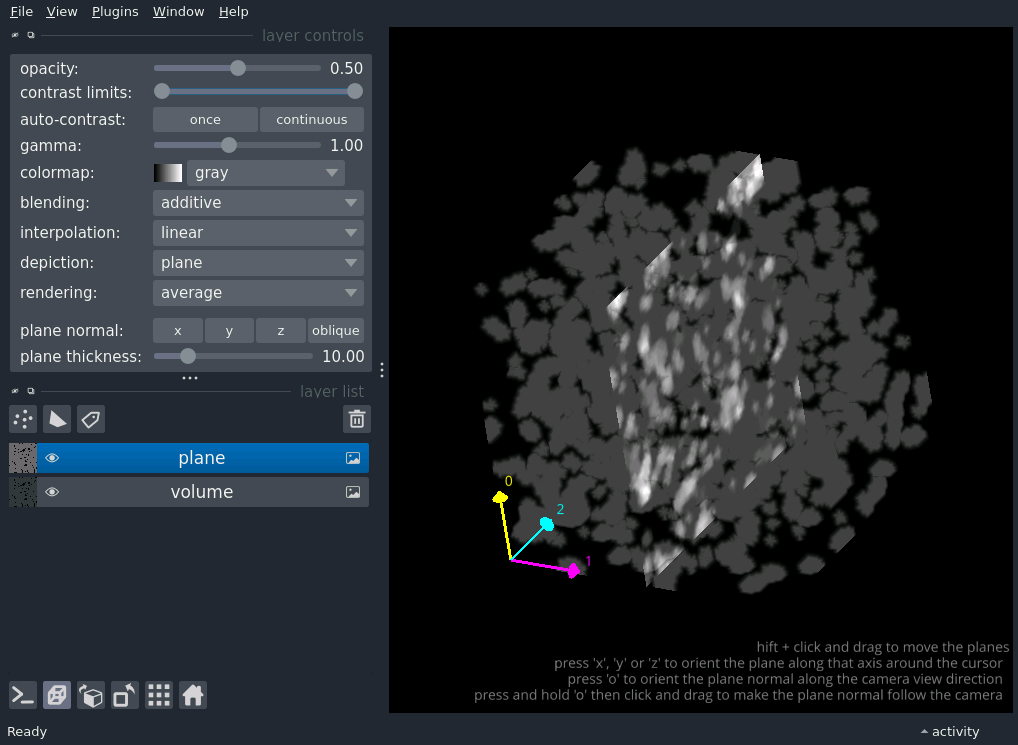 File View Plugins Window Help
layer controls
opacity: 0.50
contrast limits:
auto-contrast: once continuous
gamma: 1.00
colormap: gray
blending: additive
interpolation: linear
depiction: plane
rendering: average
plane normal: x y z oblique
plane thickness: 10.00
layer list
plane
volume
0
2
1
hift + click and drag to move the planes
press 'x', 'y' or 'z' to orient the plane along that axis around the cursor
press 'o' to orient the plane normal along the camera view direction
press and hold 'o' then click and drag to make the plane normal follow the camera
Ready activity